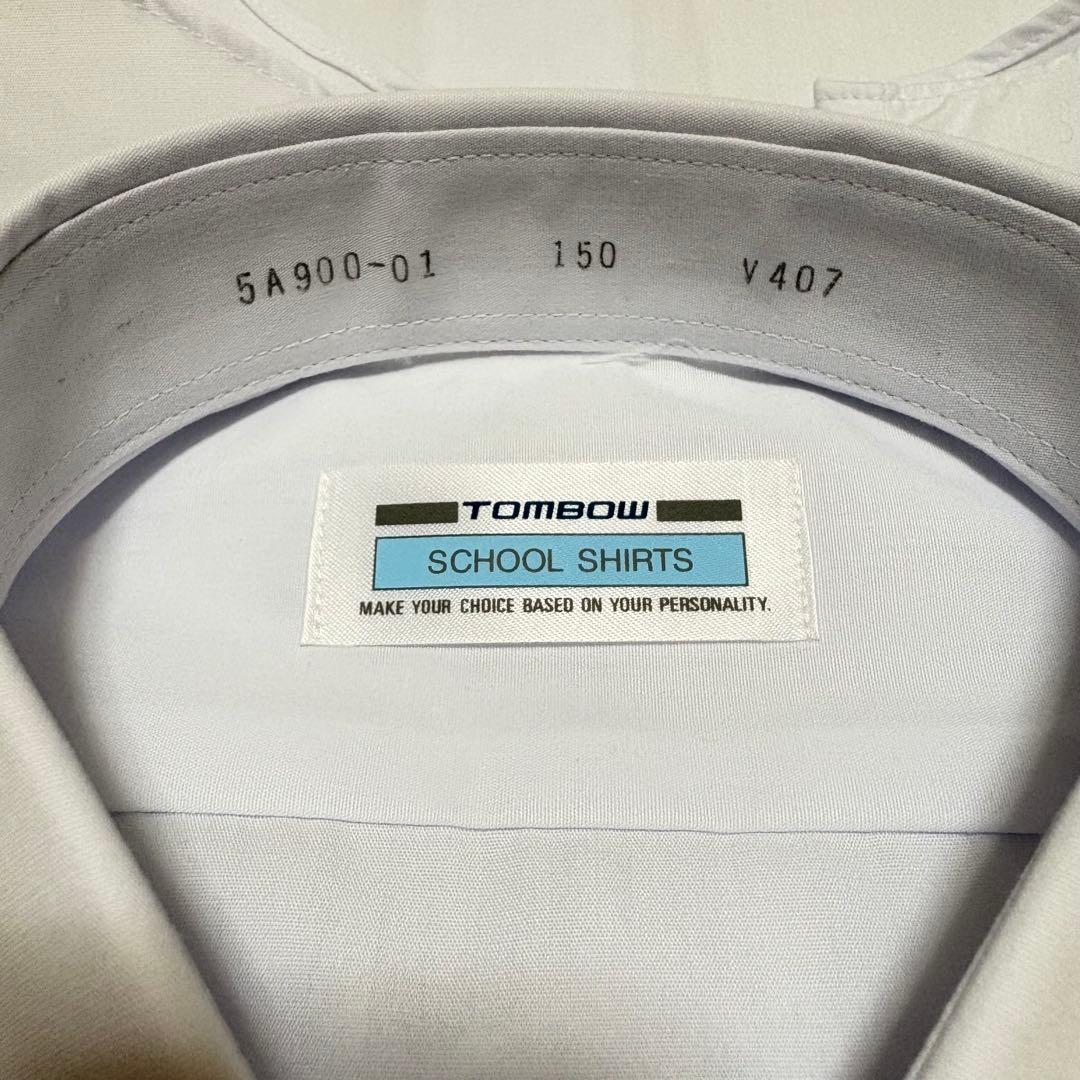 5A900-01 150 V407
TOMBOW
SCHOOL SHIRTS
MAKE YOUR CHOICE BASED ON YOUR PERSONALITY.